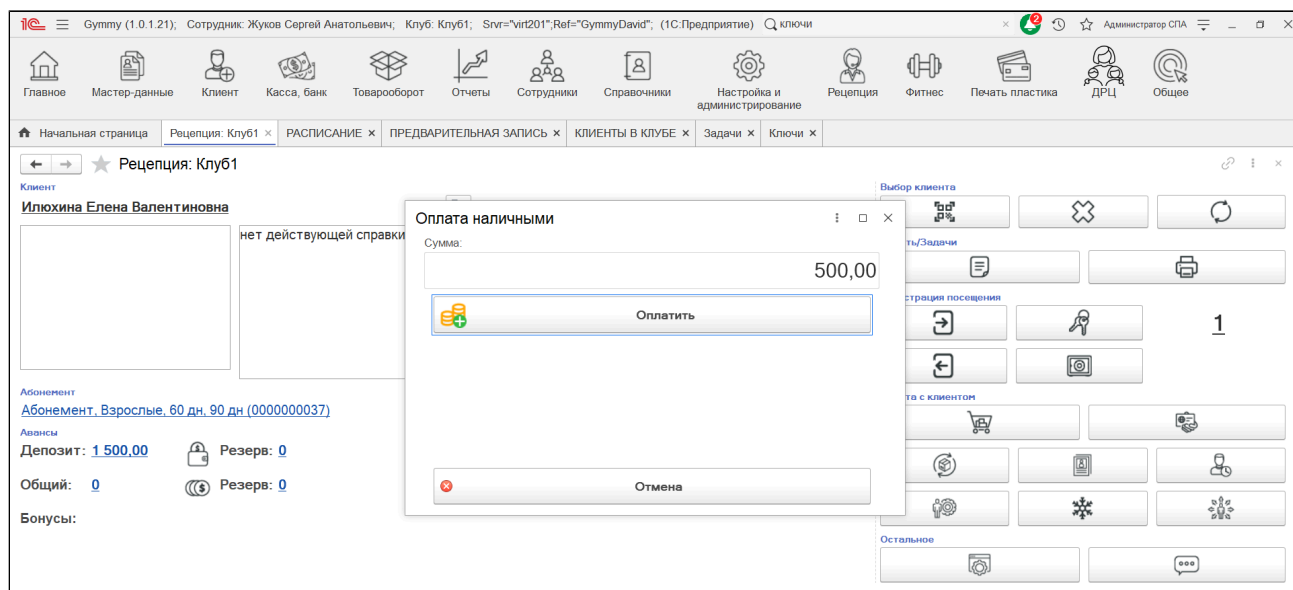 1С Gymmy (1.0.1.21); Сотрудник: Жуков Сергей Анатольевич; Клуб: Клуб1; Srvr="virt201";Ref="GymmyDavid"; (1С:Предприятие) ключи × 2 Администратор СПА
Главное Мастер-данные Клиент Касса, банк Товарооборот Отчеты Сотрудники Справочники Настройка и администрирование Рецепция Фитнес Печать пластика ДРЦ Общее
Начальная страница Рецепция: Клуб1 × РАСПИСАНИЕ × ПРЕДВАРИТЕЛЬНАЯ ЗАПИСЬ × КЛИЕНТЫ В КЛУБЕ × Задачи × Ключи ×
Рецепция: Клуб1
Клиент
Илюхина Елена Валентиновна
нет действующей справки
Абонемент
Абонемент, Взрослые, 60 дн, 90 дн (0000000037)
Авансы
Депозит: 1 500,00 Резерв: 0
Общий: 0 Резерв: 0
Бонусы:
Оплата наличными
Сумма:
500,00
Оплатить
Отмена
Выбор клиента
ть/Задачи
страция посещения
1
та с клиентом
Остальное